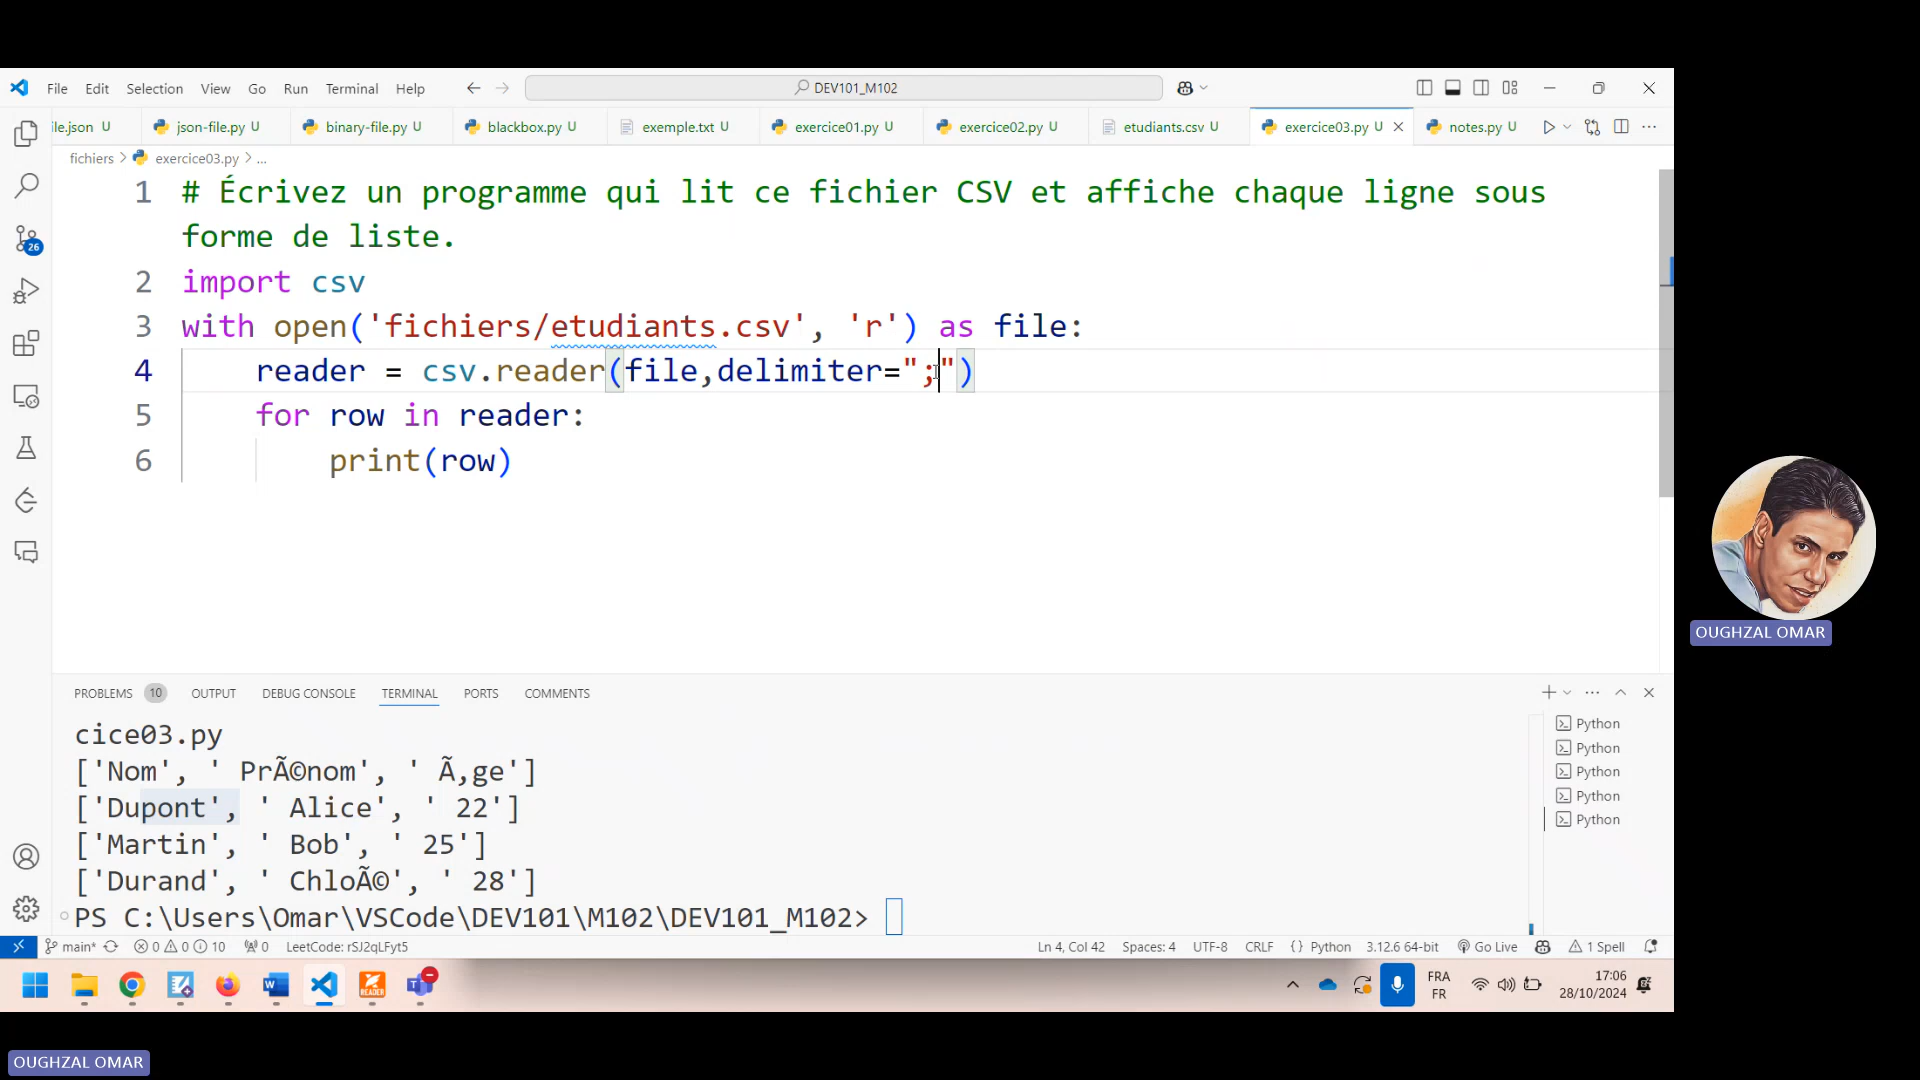 File Edit Selection View Go Run Terminal Help
DEV101_M102
ile.json U json-file.py U binary-file.py U blackbox.py U exemple.txt U exercice01.py U exercice02.py U etudiants.csv U exercice03.py U notes.py U
fichiers > exercice03.py > ...
1 # Écrivez un programme qui lit ce fichier CSV et affiche chaque ligne sous
forme de liste.
2 import csv
3 with open('fichiers/etudiants.csv', 'r') as file:
4 reader = csv.reader(file,delimiter=";")
5 for row in reader:
6 print(row)
26
OUGHZAL OMAR
PROBLEMS 10 OUTPUT DEBUG CONSOLE TERMINAL PORTS COMMENTS
cice03.py
['Nom', ' PrÃ©nom', ' Ã‚ge']
['Dupont', ' Alice', ' 22']
['Martin', ' Bob', ' 25']
['Durand', ' ChloÃ©', ' 28']
PS C:\Users\Omar\VSCode\DEV101\M102\DEV101_M102>
Python
Python
Python
Python
Python
main* 0 0 10 0 LeetCode: rSJ2qLFyt5 Ln 4, Col 42 Spaces: 4 UTF-8 CRLF {} Python 3.12.6 64-bit Go Live 1 Spell
READER
FRA
FR
17:06
28/10/2024
OUGHZAL OMAR